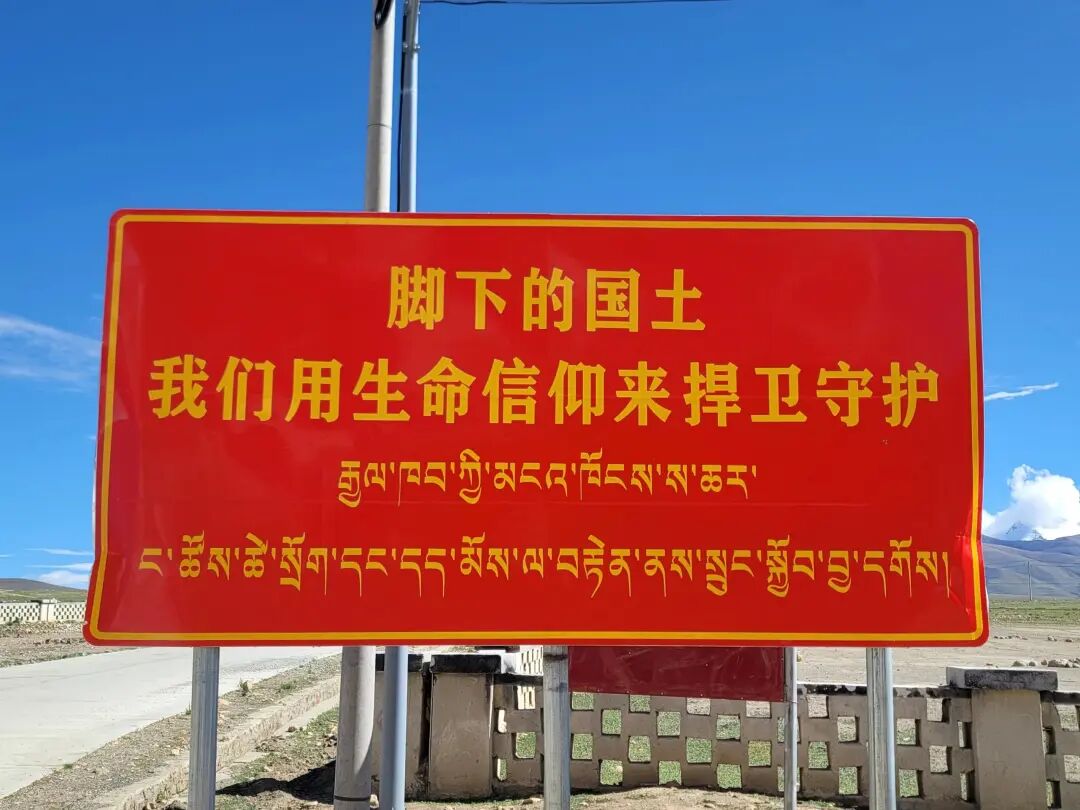 脚下的国土
我们用生命信仰来捍卫守护
རྒྱལ་ཁབ་ཀྱི་མངའ་ཁོངས་ས་ཆར་
ང་ཚོས་ཚེ་སྲོག་དང་དད་མོས་ལ་བརྟེན་ནས་སྲུང་སྐྱོབ་བྱ་དགོས།